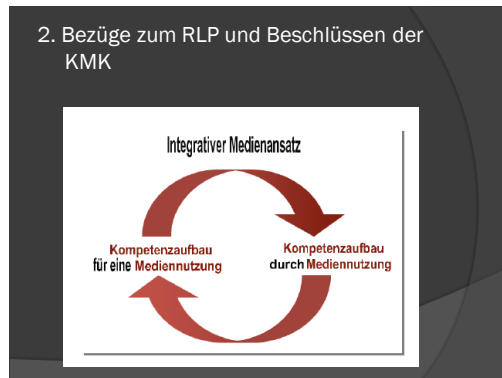 2. Bezüge zum RLP und Beschlüssen der
KMK
Integrativer Medienansatz
Kompetenzaufbau
für eine Mediennutzung
Kompetenzaufbau
durch Mediennutzung